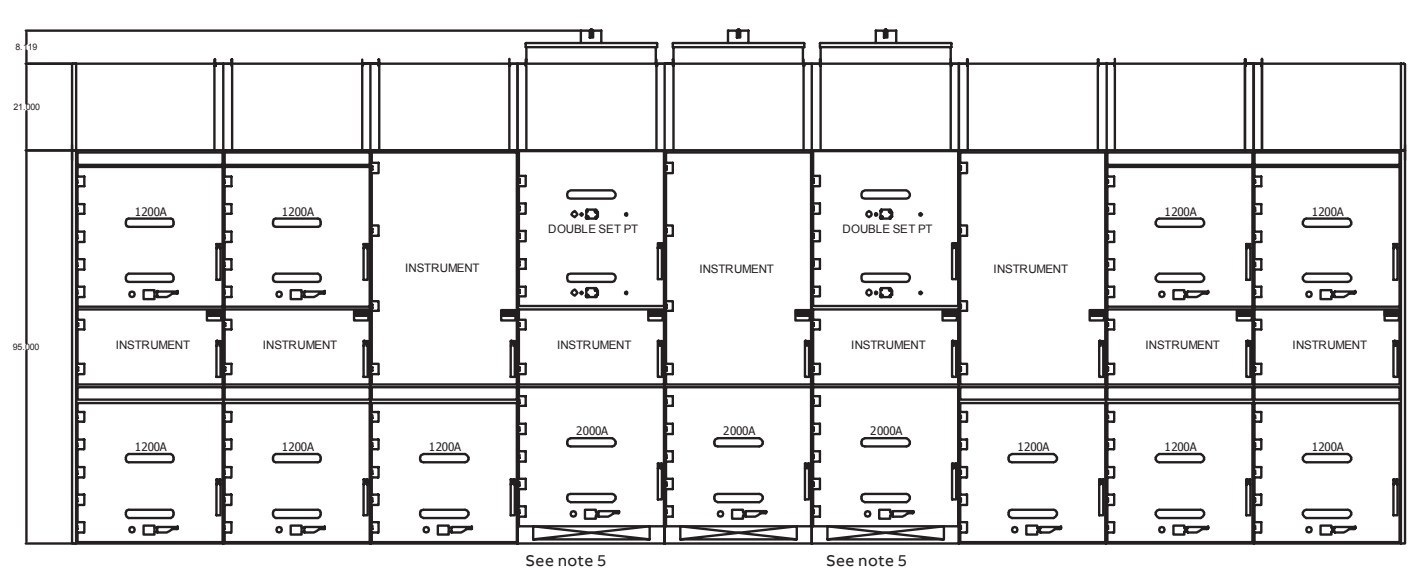 8.119
21.000
1200A
1200A
1200A
1200A
DOUBLE SET PT
DOUBLE SET PT
INSTRUMENT
INSTRUMENT
INSTRUMENT
95.000
INSTRUMENT
INSTRUMENT
INSTRUMENT
INSTRUMENT
INSTRUMENT
INSTRUMENT
1200A
1200A
1200A
2000A
2000A
2000A
1200A
1200A
1200A
See note 5
See note 5